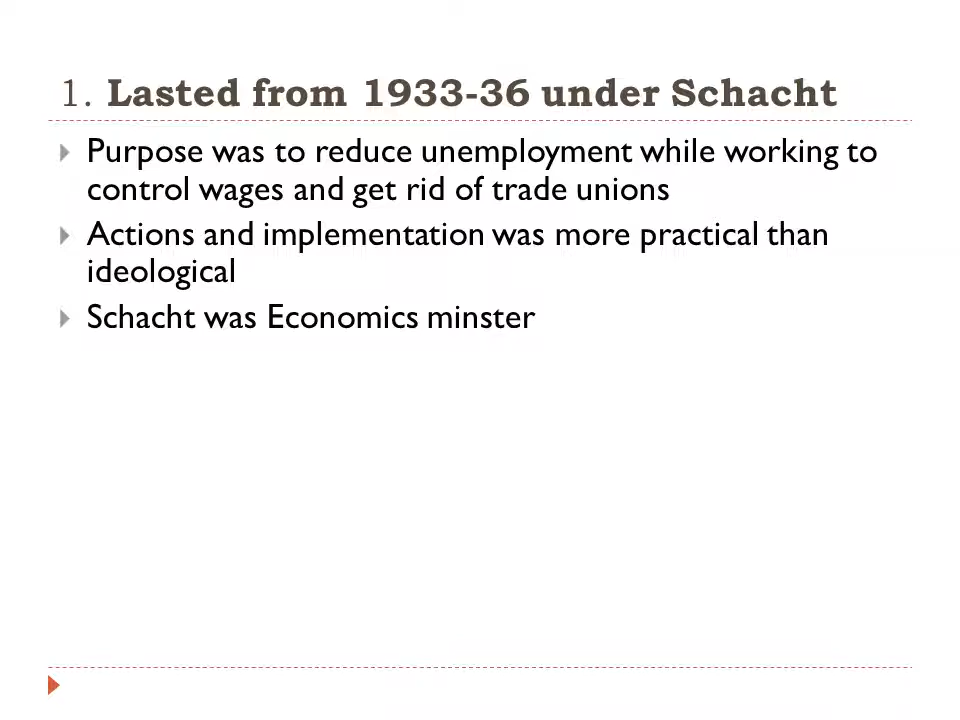 1. Lasted from 1933-36 under Schacht
Purpose was to reduce unemployment while working to
control wages and get rid of trade unions
Actions and implementation was more practical than
ideological
Schacht was Economics minster